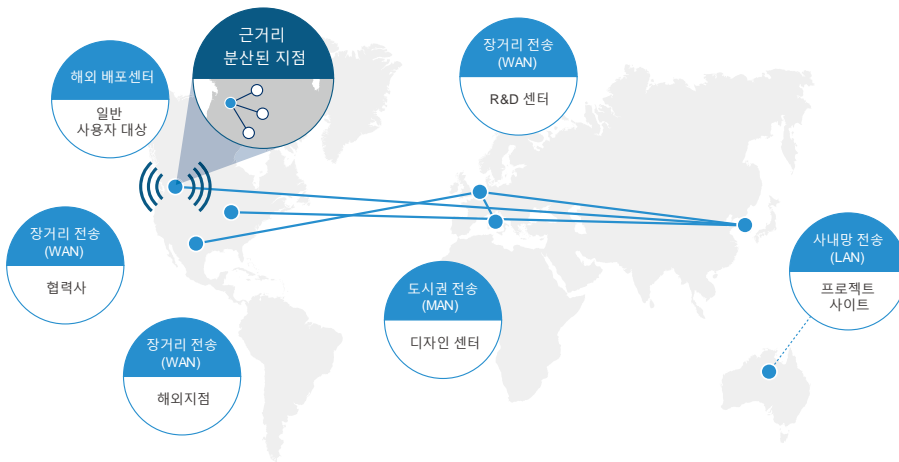 근거리
분산된 지점
해외 배포센터
일반
사용자 대상
장거리 전송
(WAN)
R&D 센터
장거리 전송
(WAN)
협력사
장거리 전송
(WAN)
해외지점
도시권 전송
(MAN)
디자인 센터
사내망 전송
(LAN)
프로젝트
사이트